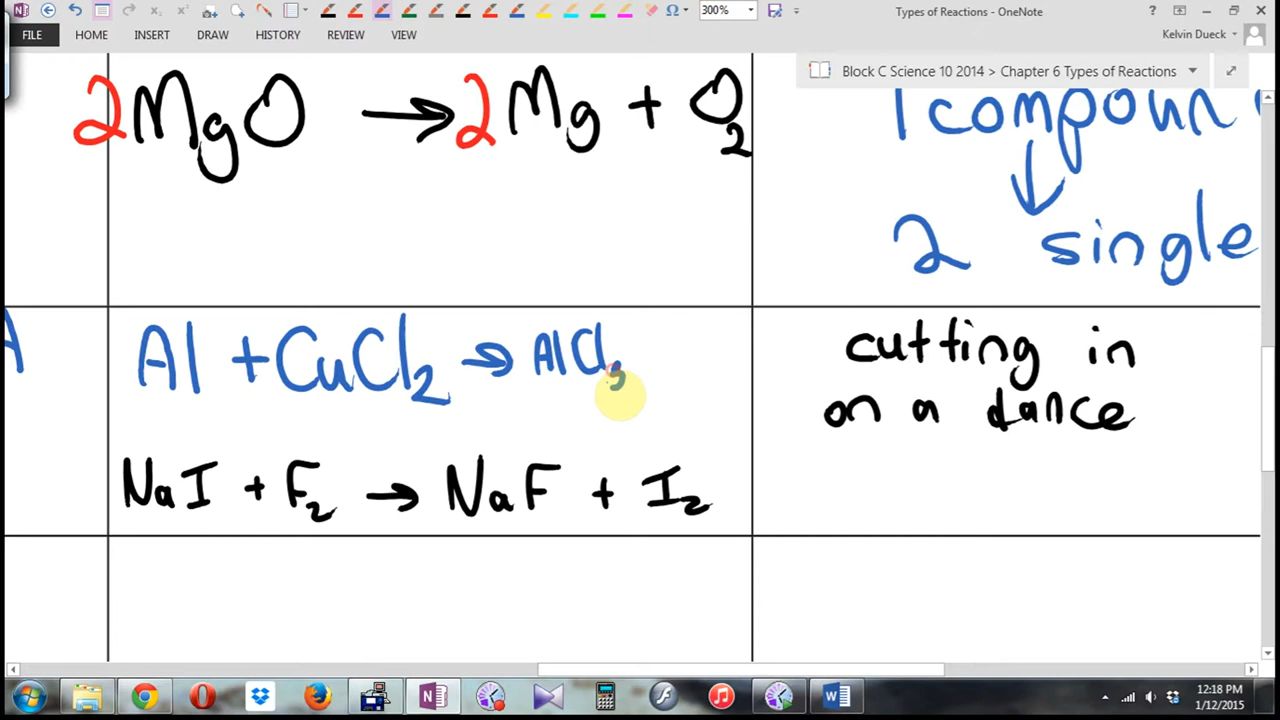 300%
Types of Reactions - OneNote
FILE HOME INSERT DRAW HISTORY REVIEW VIEW
Kelvin Dueck
Block C Science 10 2014 > Chapter 6 Types of Reactions
2MgO → 2Mg + O2
1 compoun
↓
2 single
Al + CuCl2 → AlCl3
cutting in
on a dance
NaI + F2 → NaF + I2
12:18 PM
1/12/2015